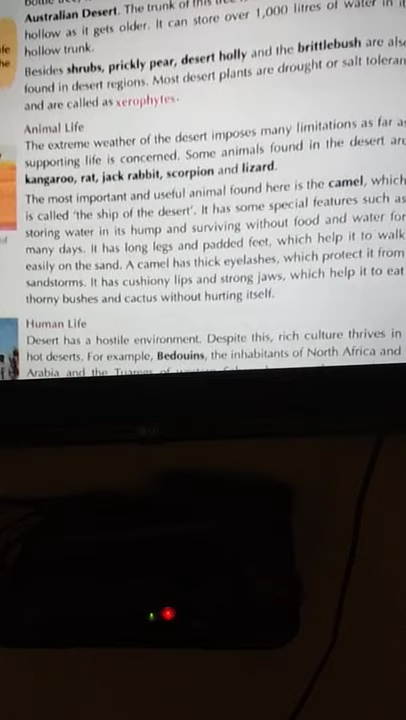 Australian Desert. The trunk of this tree
hollow as it gets older. It can store over 1,000 litres of water in it
hollow trunk.
Besides shrubs, prickly pear, desert holly and the brittlebush are also
found in desert regions. Most desert plants are drought or salt toleran
and are called as xerophytes.
Animal Life
The extreme weather of the desert imposes many limitations as far as
supporting life is concerned. Some animals found in the desert are
kangaroo, rat, jack rabbit, scorpion and lizard.
The most important and useful animal found here is the camel, which
is called 'the ship of the desert'. It has some special features such as
storing water in its hump and surviving without food and water for
many days. It has long legs and padded feet, which help it to walk
easily on the sand. A camel has thick eyelashes, which protect it from
sandstorms. It has cushiony lips and strong jaws, which help it to eat
thorny bushes and cactus without hurting itself.
Human Life
Desert has a hostile environment. Despite this, rich culture thrives in
hot deserts. For example, Bedouins, the inhabitants of North Africa and
Arabia and the Tuareg of